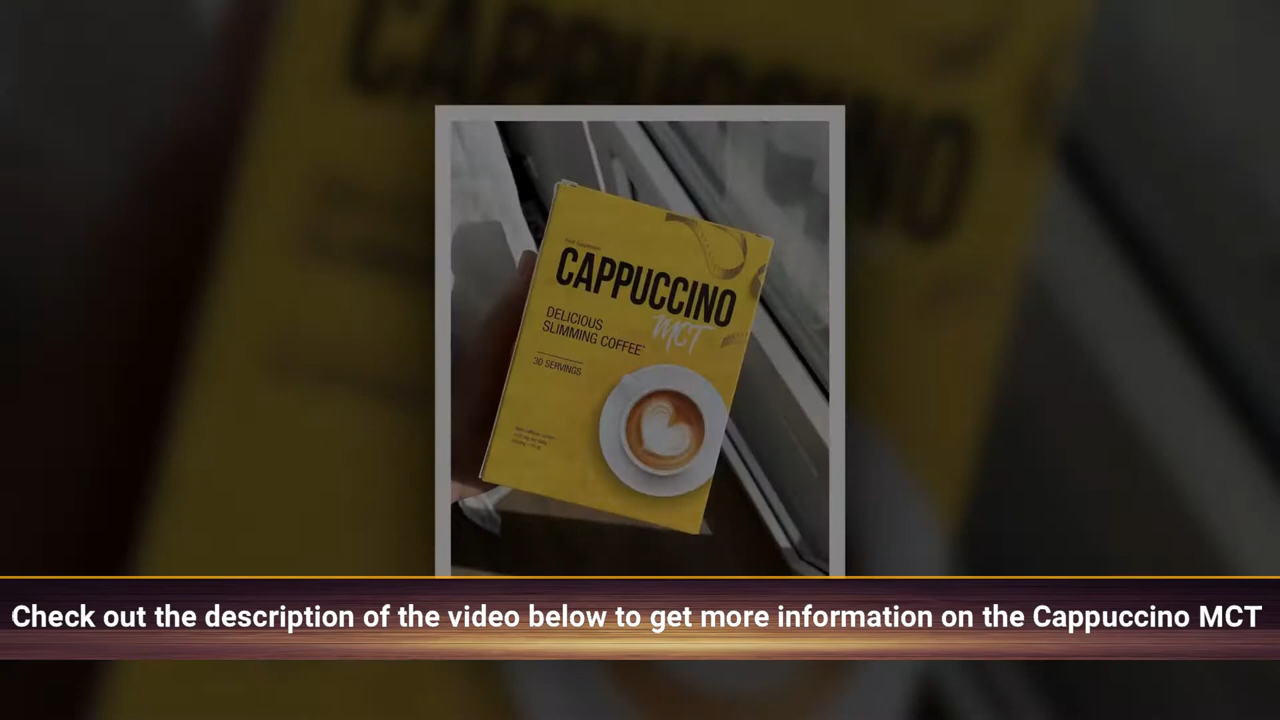 CAPPUCCINO
MCT
DELICIOUS
SLIMMING COFFEE
30 SERVINGS
Check out the description of the video below to get more information on the Cappuccino MCT